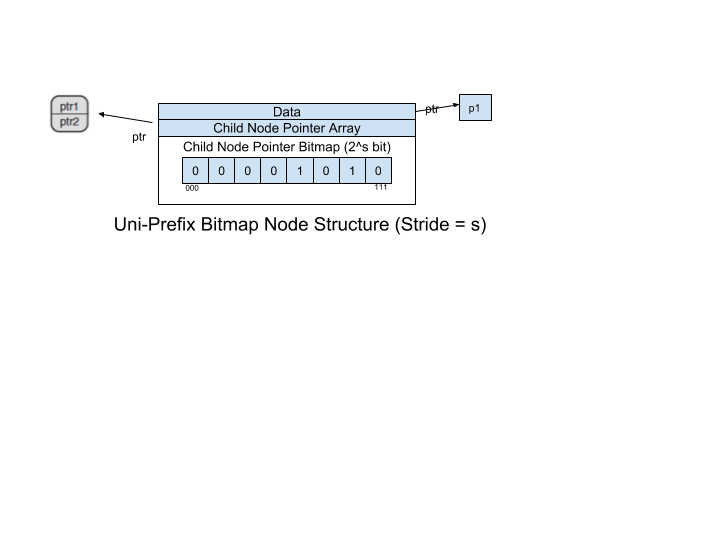 ptr1
ptr2
ptr
Data
Child Node Pointer Array
Child Node Pointer Bitmap (2^s bit)
0 0 0 0 1 0 1 0
000 111
ptr
p1
Uni-Prefix Bitmap Node Structure (Stride = s)